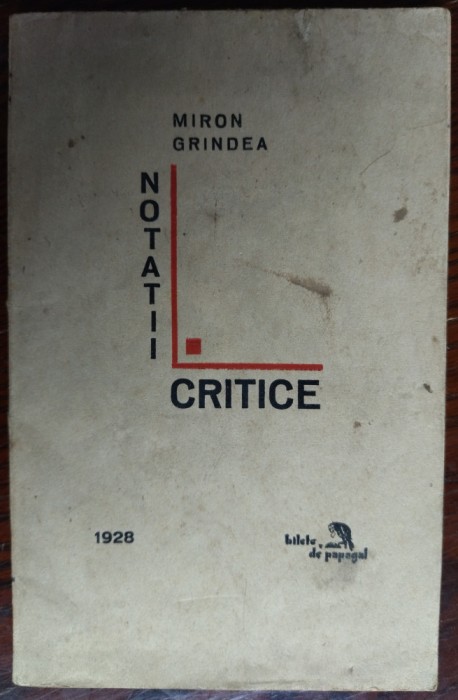 MIRON
GRINDEA
NOTATII
CRITICE
1928
bilete
de papagal